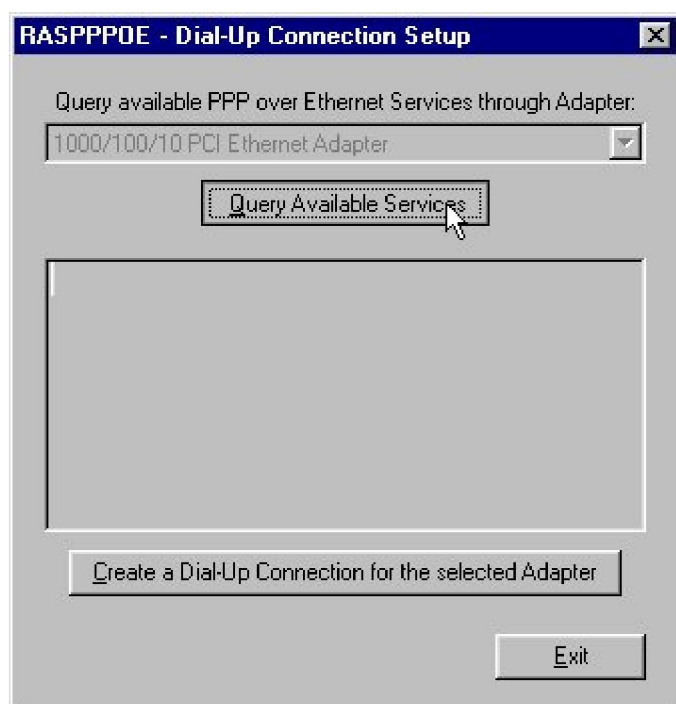 RASPPPOE - Dial-Up Connection Setup
Query available PPP over Ethernet Services through Adapter:
1000/100/10 PCI Ethernet Adapter
Query Available Services
Create a Dial-Up Connection for the selected Adapter
Exit